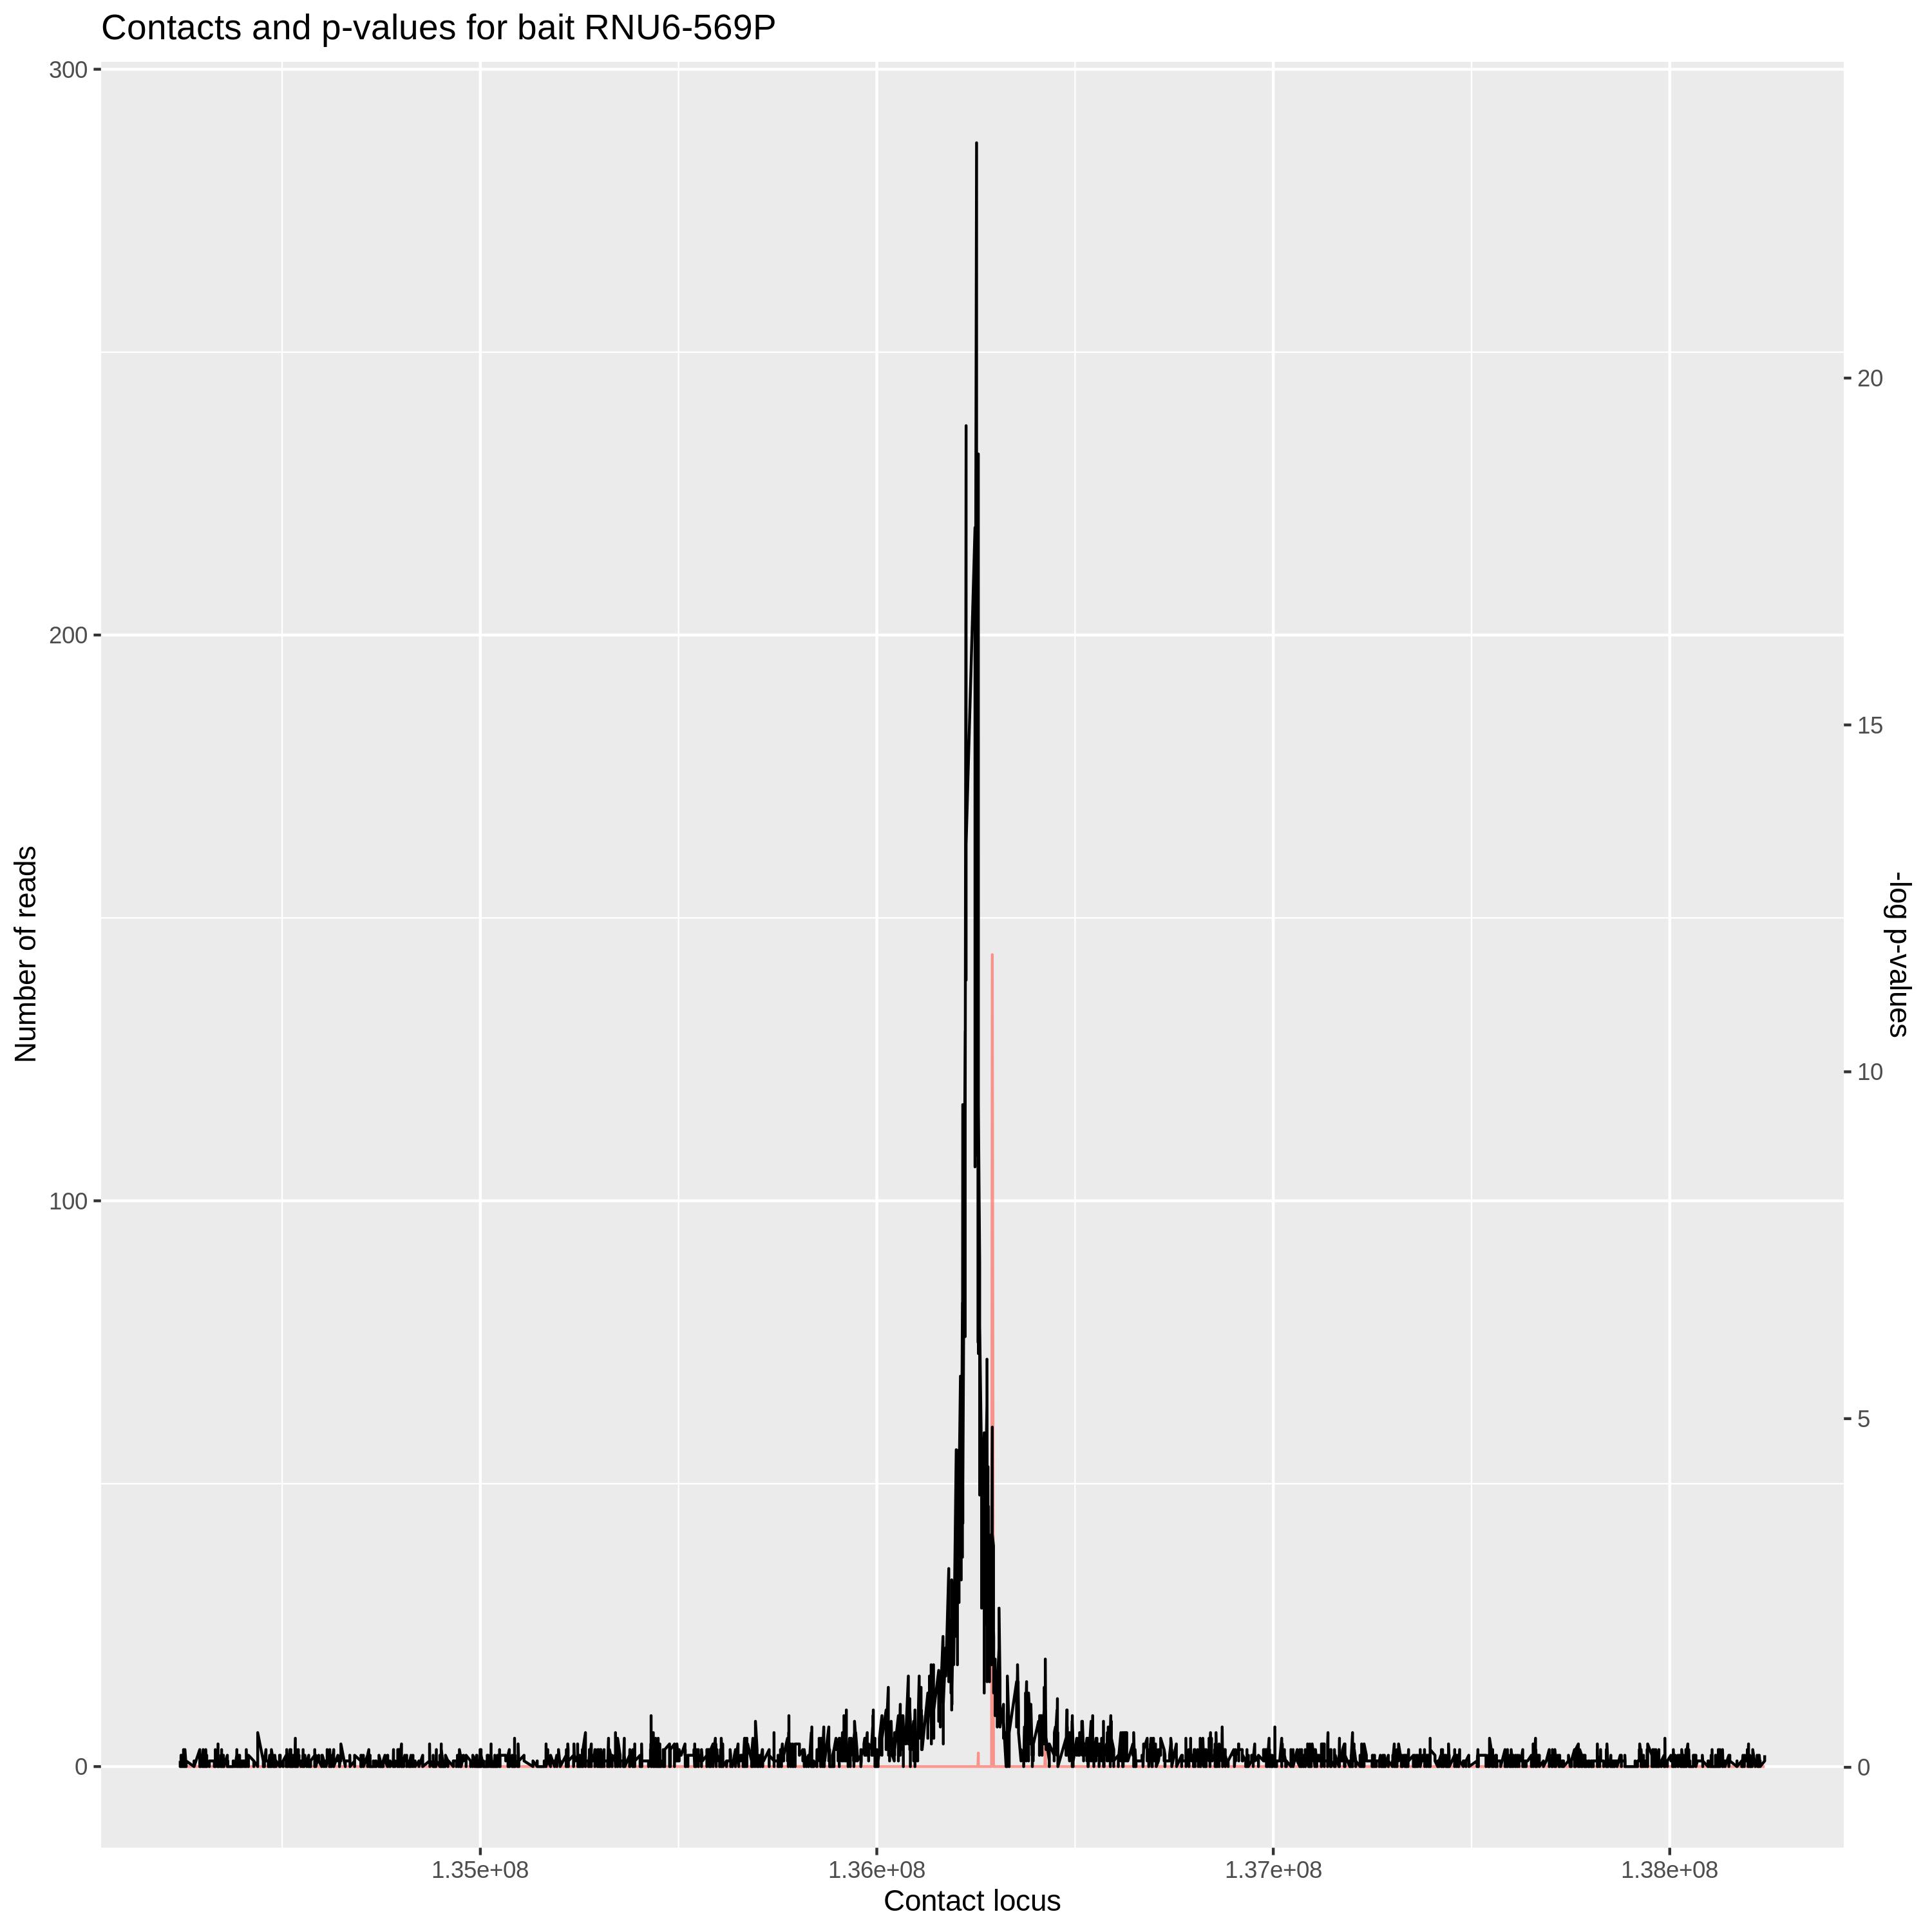 Contacts and p-values for bait RNU6-569P
300
200
100
0
Number of reads
20
15
10
5
0
-log p-values
1.35e+08
1.36e+08
1.37e+08
1.38e+08
Contact locus